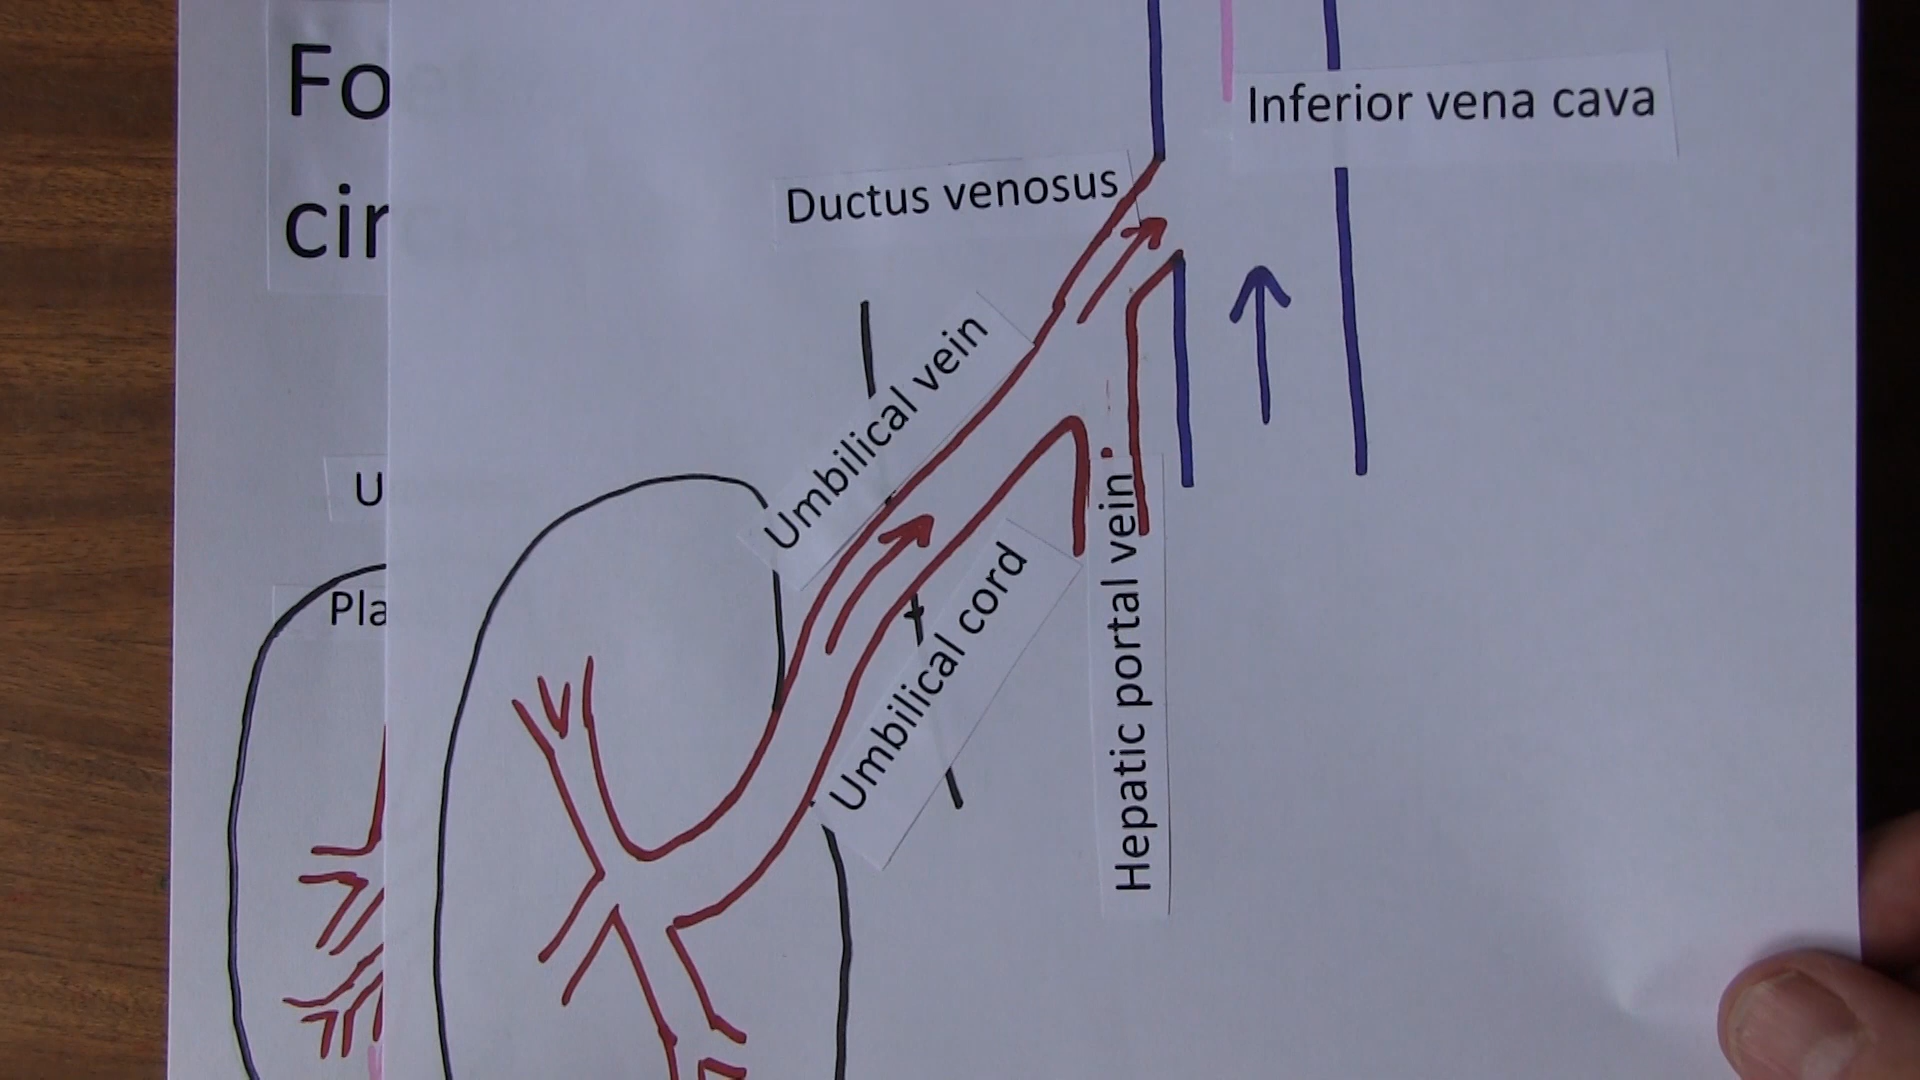 Fo
cir
U
Pla
Inferior vena cava
Ductus venosus
Umbilical vein
Umbilical cord
Hepatic portal vein